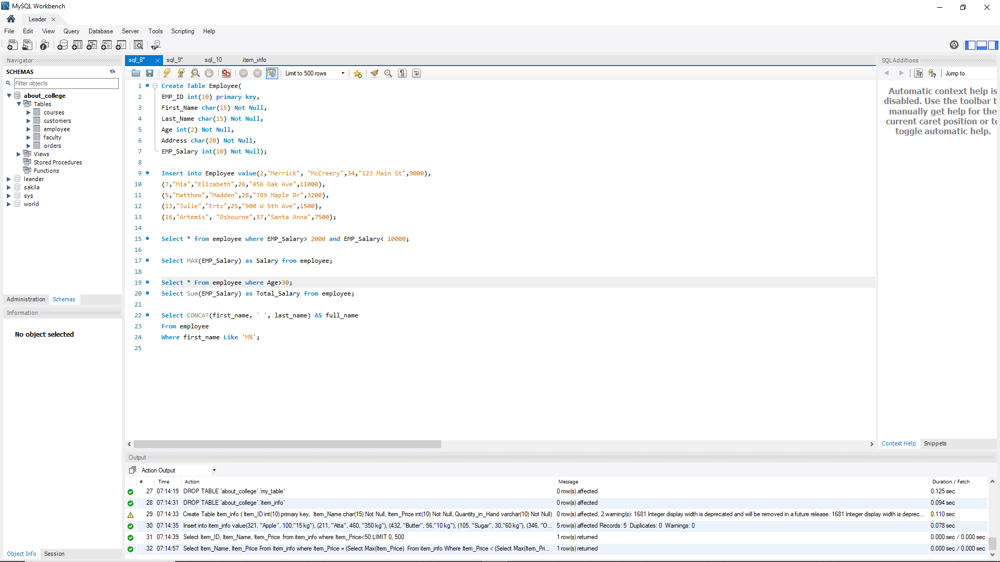 MySQL Workbench
Leader
File Edit View Query Database Server Tools Scripting Help
Navigator
SCHEMAS
Filter objects
about_college
Tables
courses
customers
employee
faculty
orders
Views
Stored Procedures
Functions
leander
sakila
sys
world
Administration Schemas
Information
No object selected
Object Info Session
sql_8* sql_9* sql_10 item_info
Limit to 500 rows
1 Create Table Employee(
2 EMP_ID int(10) primary key,
3 First_Name char(15) Not Null,
4 Last_Name char(15) Not Null,
5 Age int(2) Not Null,
6 Address char(20) Not Null,
7 EMP_Salary int(10) Not Null);
8
9 Insert into Employee value(2,"Merrick", "McCreery",34,"123 Main St",9000),
10 (7,"Mia","Elizabeth",26,"456 Oak Ave",11000),
11 (5,"Matthew","Madden",28,"789 Maple Dr",3200),
12 (13,"Julie","Ertz",25,"900 W 5th Ave",1500),
13 (16,"Artemis", "Osbourne",37,"Santa Anna",7500);
14
15 Select * from employee where EMP_Salary> 2000 and EMP_Salary< 10000;
16
17 Select MAX(EMP_Salary) as Salary from employee;
18
19 Select * From employee where Age>30;
20 Select Sum(EMP_Salary) as Total_Salary from employee;
21
22 Select CONCAT(first_name, ' ', last_name) AS full_name
23 From employee
24 Where first_name Like 'M%';
25
SQLAdditions
Jump to
Automatic context help is
disabled. Use the toolbar t
manually get help for the
current caret position or to
toggle automatic help.
Context Help Snippets
Output
Action Output
# Time Action Message Duration / Fetch
27 07:14:19 DROP TABLE `about_college`.`my_table` 0 row(s) affected 0.125 sec
28 07:14:31 DROP TABLE `about_college`.`item_info` 0 row(s) affected 0.094 sec
29 07:14:33 Create Table Item_info ( Item_ID int(10) primary key, Item_Name char(15) Not Null, Item_Price int(10) Not Null, Quantity_in_Hand varchar(10) Not Null) 0 row(s) affected, 2 warning(s): 1681 Integer display width is deprecated and will be removed in a future release. 1681 Integer display width is deprec... 0.110 sec
30 07:14:35 Insert into item_info value(321, "Apple", 100,"15 kg"), (211, "Atta", 460, "350 kg"), (432, "Butter", 56,"10 kg"), (105, "Sugar", 30,"60 kg"), (346, "O... 5 row(s) affected Records: 5 Duplicates: 0 Warnings: 0 0.078 sec
31 07:14:39 Select Item_ID, Item_Name, Item_Price from item_info where Item_Price<50 LIMIT 0, 500 1 row(s) returned 0.000 sec / 0.000 sec
32 07:14:57 Select Item_Name, Item_Price From Item_info where Item_Price = (Select Max(Item_Price) From item_info Where Item_Price < (Select Max(Item_Pri... 1 row(s) returned 0.000 sec / 0.000 sec